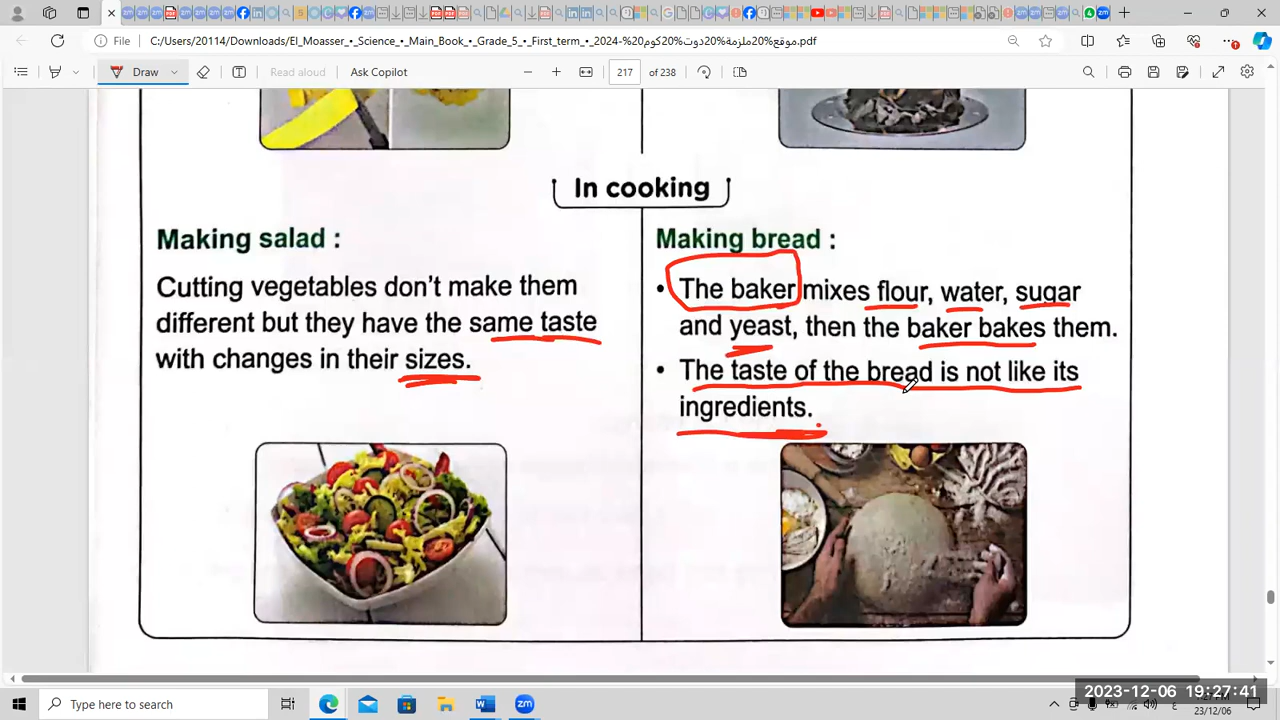 File
C:/Users/20114/Downloads/El_Moasser_-_Science_-_Main_Book_-_Grade_5_-_First_term_-_2024-%20موقع%20ملزمة%20دوت%20كوم.pdf
Draw
Read aloud
Ask Copilot
217 of 238
In cooking
Making salad :
Cutting vegetables don't make them
different but they have the same taste
with changes in their sizes.
Making bread :
• The baker mixes flour, water, sugar
and yeast, then the baker bakes them.
• The taste of the bread is not like its
ingredients.
Type here to search
2023-12-06 19:27:41
23/12/06